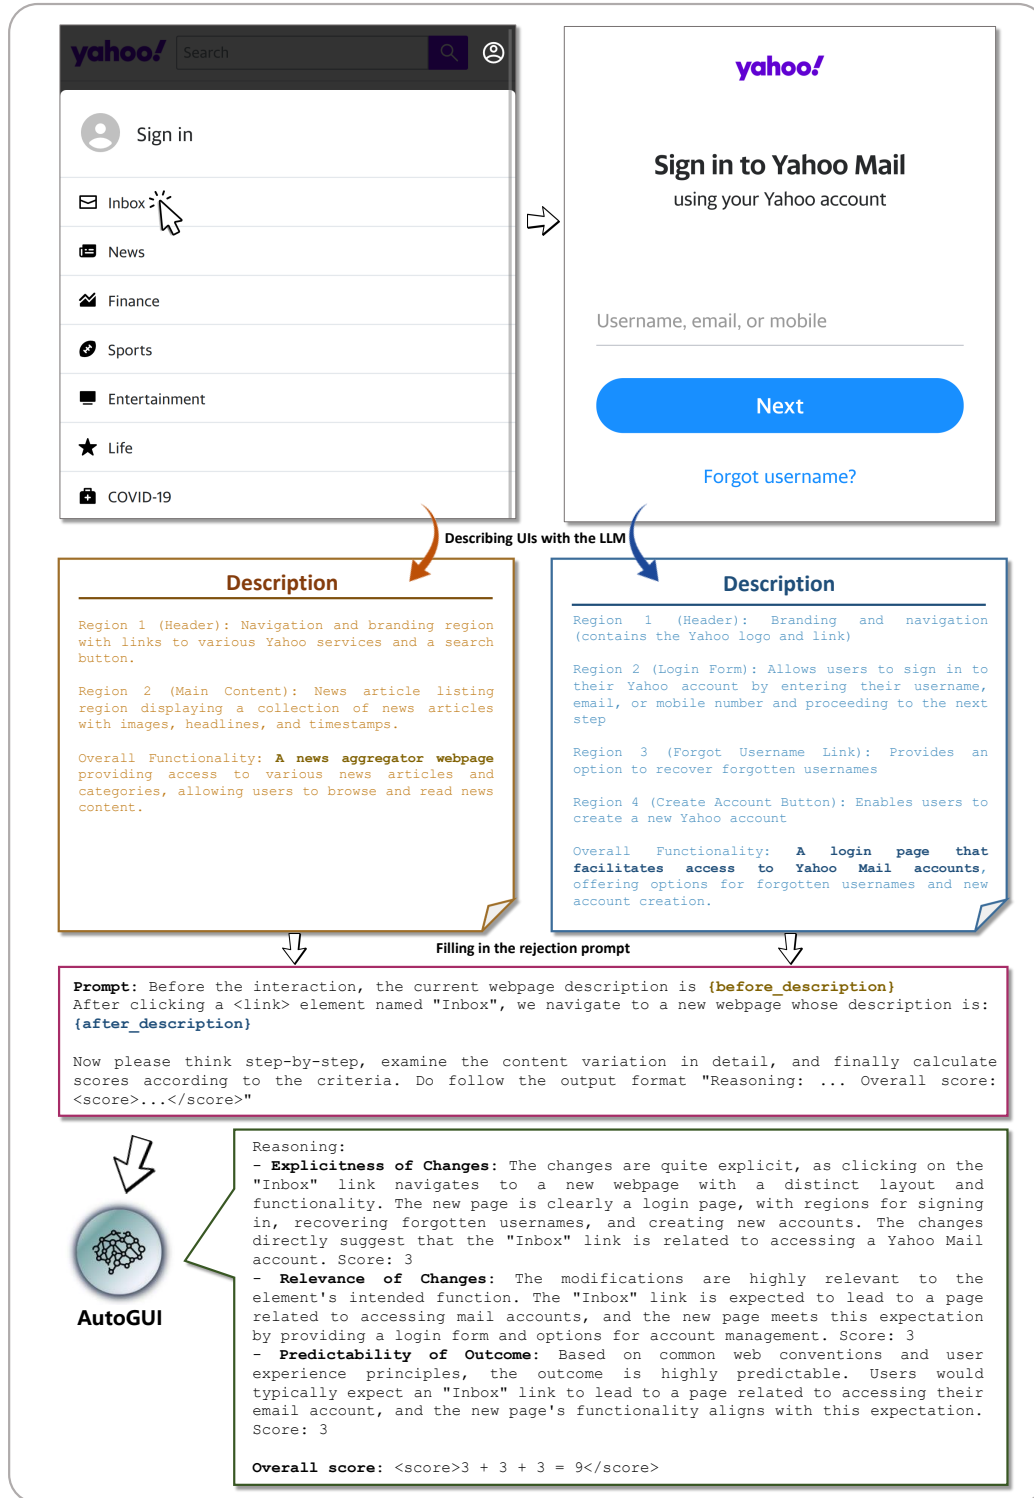 yahoo!
Search
Sign in
Inbox
News
Finance
Sports
Entertainment
Life
COVID-19
yahoo!
Sign in to Yahoo Mail
using your Yahoo account
Username, email, or mobile
Next
Forgot username?
Describing UIs with the LLM
Description
Region 1 (Header): Navigation and branding region
with links to various Yahoo services and a search
button.
Region 2 (Main Content): News article listing
region displaying a collection of news articles
with images, headlines, and timestamps.
Overall Functionality: A news aggregator webpage
providing access to various news articles and
categories, allowing users to browse and read news
content.
Description
Region 1 (Header): Branding and navigation
(contains the Yahoo logo and link)
Region 2 (Login Form): Allows users to sign in to
their Yahoo account by entering their username,
email, or mobile number and proceeding to the next
step
Region 3 (Forgot Username Link): Provides an
option to recover forgotten usernames
Region 4 (Create Account Button): Enables users to
create a new Yahoo account
Overall Functionality: A login page that
facilitates access to Yahoo Mail accounts,
offering options for forgotten usernames and new
account creation.
Filling in the rejection prompt
Prompt: Before the interaction, the current webpage description is {before_description}
After clicking a <link> element named "Inbox", we navigate to a new webpage whose description is:
{after_description}
Now please think step-by-step, examine the content variation in detail, and finally calculate
scores according to the criteria. Do follow the output format "Reasoning: ... Overall score:
<score>...</score>"
AutoGUI
Reasoning:
- Explicitness of Changes: The changes are quite explicit, as clicking on the
"Inbox" link navigates to a new webpage with a distinct layout and
functionality. The new page is clearly a login page, with regions for signing
in, recovering forgotten usernames, and creating new accounts. The changes
directly suggest that the "Inbox" link is related to accessing a Yahoo Mail
account. Score: 3
- Relevance of Changes: The modifications are highly relevant to the
element's intended function. The "Inbox" link is expected to lead to a page
related to accessing mail accounts, and the new page meets this expectation
by providing a login form and options for account management. Score: 3
- Predictability of Outcome: Based on common web conventions and user
experience principles, the outcome is highly predictable. Users would
typically expect an "Inbox" link to lead to a page related to accessing their
email account, and the new page's functionality aligns with this expectation.
Score: 3
Overall score: <score>3 + 3 + 3 = 9</score>